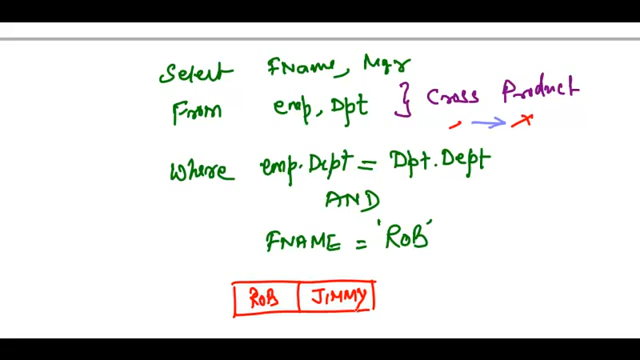 Select FName, Mgr
From emp, Dpt } Cross Product
Where emp.Dept = Dpt.Dept
AND
FNAME = 'ROB'
ROB JIMMY